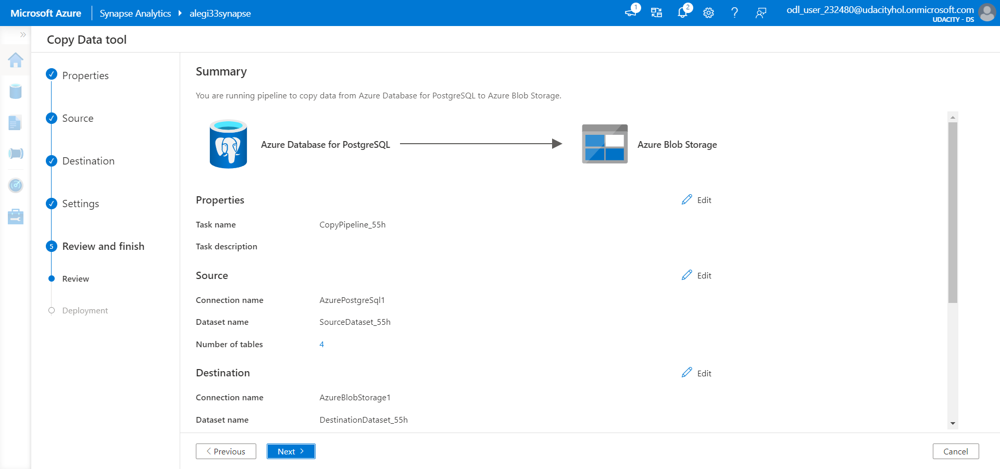 Microsoft Azure
Synapse Analytics
alegi33synapse
1
2
odl_user_232480@udacityhol.onmicrosoft.com
UDACITY - DS
Copy Data tool
Properties
Source
Destination
Settings
5
Review and finish
Review
Deployment
Summary
You are running pipeline to copy data from Azure Database for PostgreSQL to Azure Blob Storage.
Azure Database for PostgreSQL
Azure Blob Storage
Properties
Edit
Task name
CopyPipeline_55h
Task description
Source
Edit
Connection name
AzurePostgreSql1
Dataset name
SourceDataset_55h
Number of tables
4
Destination
Edit
Connection name
AzureBlobStorage1
Dataset name
DestinationDataset_55h
Previous
Next
Cancel